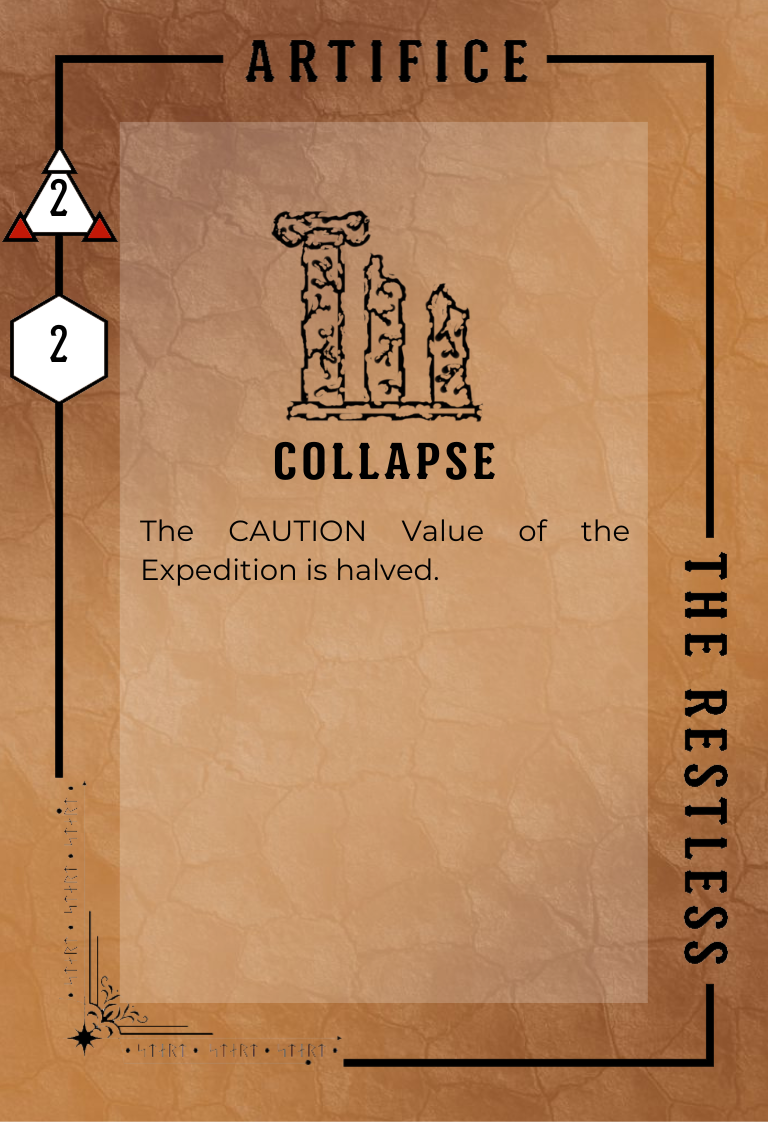 ARTIFICE
2
2
COLLAPSE
The CAUTION Value of the
Expedition is halved.
THE RESTLESS